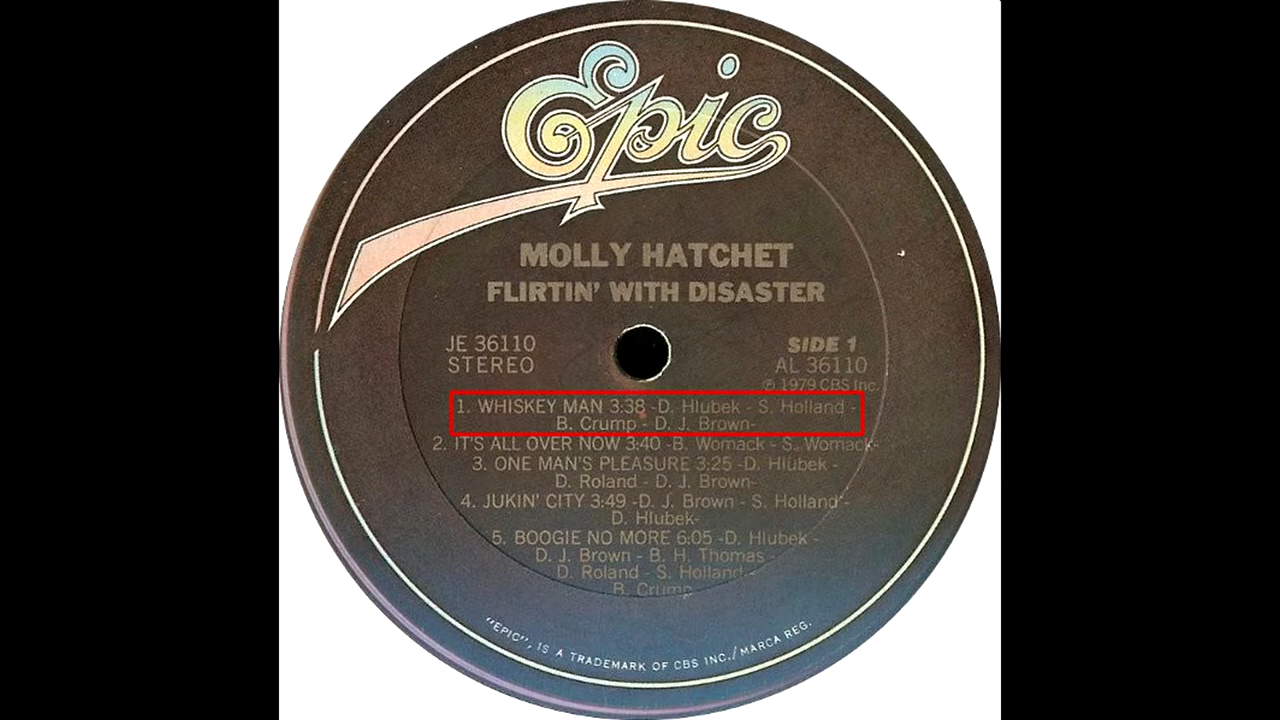 Epic
MOLLY HATCHET
FLIRTIN' WITH DISASTER
JE 36110
STEREO
SIDE 1
AL 36110
℗ 1979 CBS Inc.
1. WHISKEY MAN 3:38 -D. Hlubek - S. Holland -
B. Crump - D. J. Brown-
2. IT'S ALL OVER NOW 3:40 -B. Womack - S. Womack-
3. ONE MAN'S PLEASURE 3:25 -D. Hlubek -
D. Roland - D. J. Brown-
4. JUKIN' CITY 3:49 -D. J. Brown - S. Holland -
D. Hlubek-
5. BOOGIE NO MORE 6:05 -D. Hlubek -
D. J. Brown - B. H. Thomas -
D. Roland - S. Holland -
B. Crump
"EPIC", IS A TRADEMARK OF CBS INC./MARCA REG.